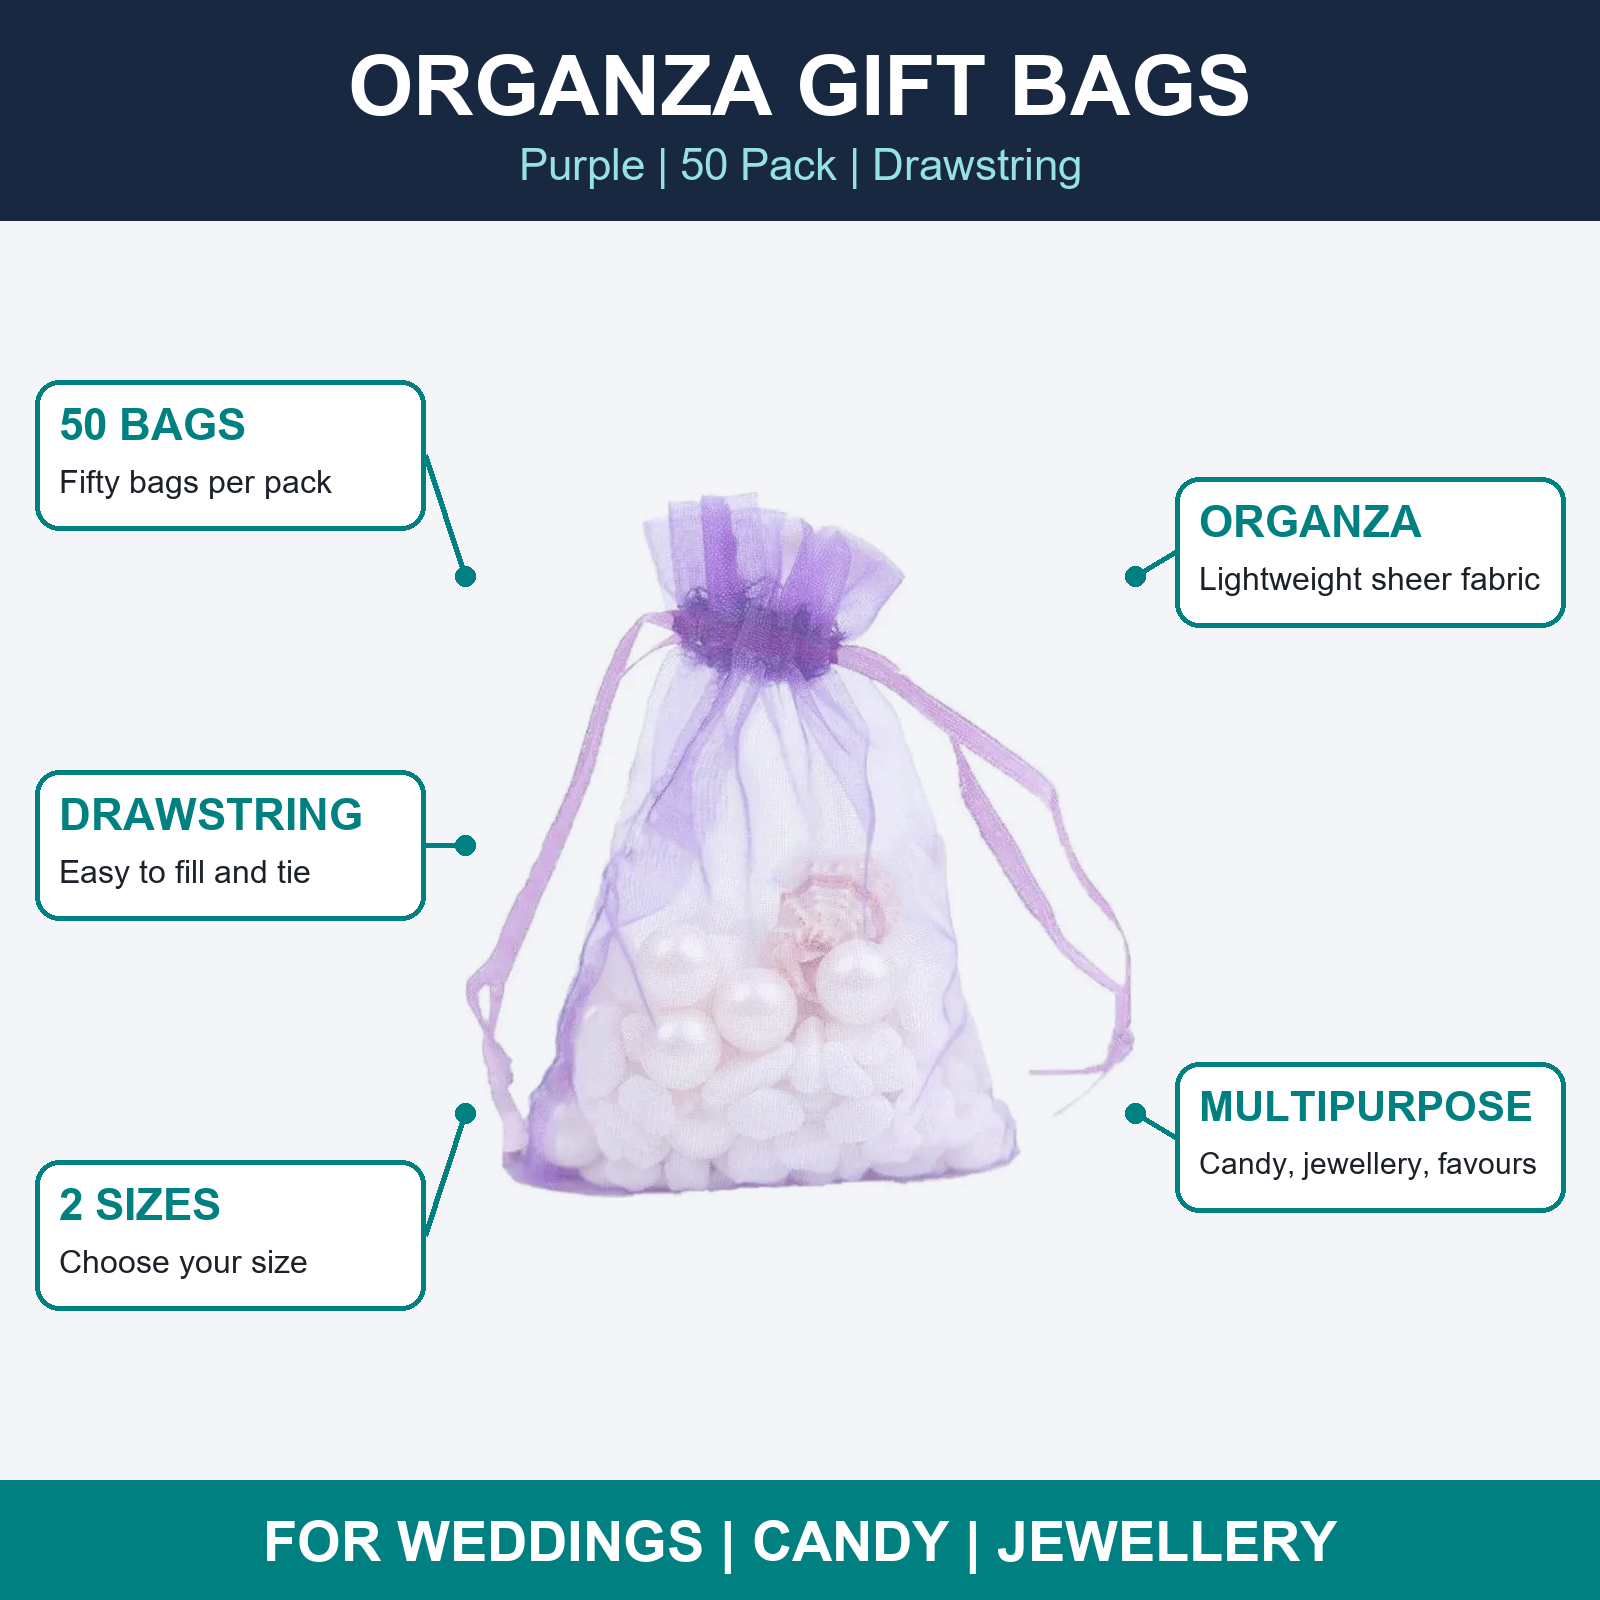 ORGANZA GIFT BAGS
Purple | 50 Pack | Drawstring
50 BAGS
Fifty bags per pack
ORGANZA
Lightweight sheer fabric
DRAWSTRING
Easy to fill and tie
MULTIPURPOSE
Candy, jewellery, favours
2 SIZES
Choose your size
FOR WEDDINGS | CANDY | JEWELLERY